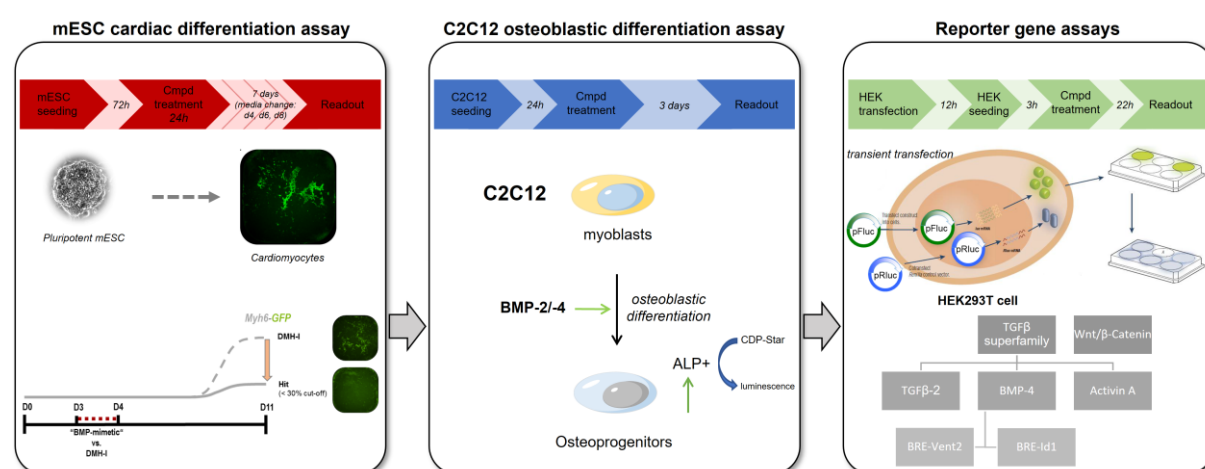 mESC cardiac differentiation assay
mESC
seeding
72h
Cmpd
treatment
24h
7 days
(media change:
d4, d6, d8)
Readout
Pluripotent mESC
Cardiomyocytes
Myh6-GFP
DMH-I
Hit
(< 30% cut-off)
D0
D3
D4
D11
"BMP-mimetic"
vs.
DMH-I
C2C12 osteoblastic differentiation assay
C2C12
seeding
24h
Cmpd
treatment
3 days
Readout
C2C12
myoblasts
BMP-2/-4
osteoblastic
differentiation
CDP-Star
ALP+
luminescence
Osteoprogenitors
Reporter gene assays
HEK
transfection
12h
HEK
seeding
3h
Cmpd
treatment
22h
Readout
transient transfection
pFluc
pFluc
pRluc
pRluc
HEK293T cell
TGFβ
superfamily
Wnt/β-Catenin
TGFβ-2
BMP-4
Activin A
BRE-Vent2
BRE-Id1